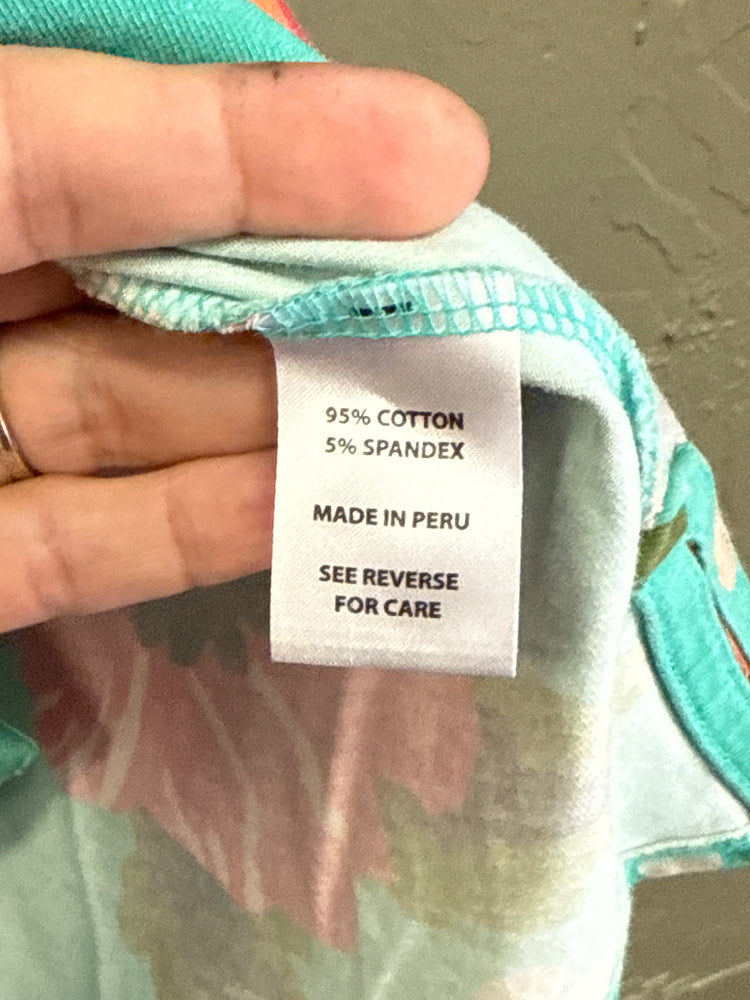 95% COTTON
5% SPANDEX
MADE IN PERU
SEE REVERSE
FOR CARE